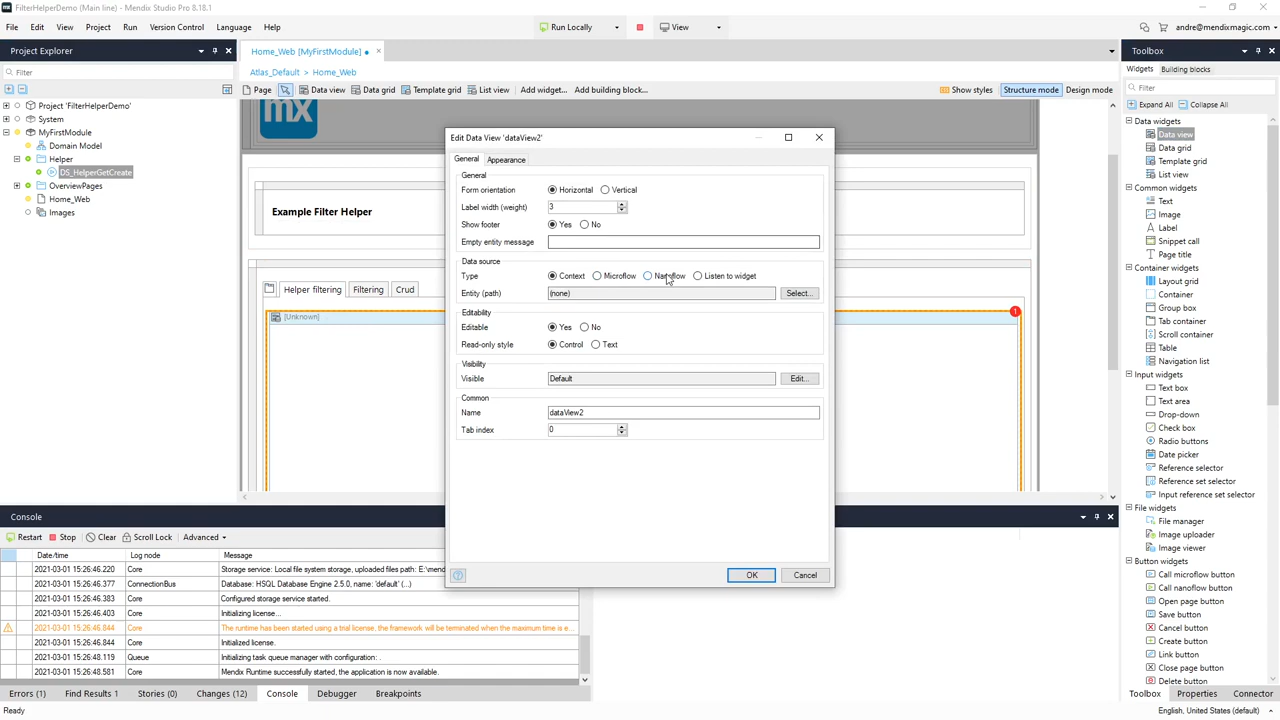 FilterHelperDemo (Main line) - Mendix Studio Pro 8.18.1
File Edit View Project Run Version Control Language Help
Run Locally
View
andre@mendixmagic.com
Project Explorer
Home_Web [MyFirstModule]
Toolbox
Filter
Atlas_Default > Home_Web
Widgets Building blocks
Page Data view Data grid Template grid List view Add widget... Add building block...
Show styles Structure mode Design mode
Filter
Expand All Collapse All
Project 'FilterHelperDemo'
System
MyFirstModule
Domain Model
Helper
DS_HelperGetCreate
OverviewPages
Home_Web
Images
mx
Example Filter Helper
Helper filtering Filtering Crud
[Unknown]
1
Edit Data View 'dataView2'
General Appearance
General
Form orientation Horizontal Vertical
Label width (weight) 3
Show footer Yes No
Empty entity message
Data source
Type Context Microflow Nanoflow Listen to widget
Entity (path) (none) Select...
Editability
Editable Yes No
Read-only style Control Text
Visibility
Visible Default Edit...
Common
Name dataView2
Tab index 0
OK Cancel
Data widgets
Data view
Data grid
Template grid
List view
Common widgets
Text
Image
Label
Snippet call
Page title
Container widgets
Layout grid
Container
Group box
Tab container
Scroll container
Table
Navigation list
Input widgets
Text box
Text area
Drop-down
Check box
Radio buttons
Date picker
Reference selector
Reference set selector
Input reference set selector
File widgets
File manager
Image uploader
Image viewer
Button widgets
Call microflow button
Call nanoflow button
Open page button
Save button
Cancel button
Create button
Link button
Close page button
Delete button
Toolbox Properties Connector
Console
Restart Stop Clear Scroll Lock Advanced
Date/time Log node Message
2021-03-01 15:26:46.220 Core Storage service: Local file system storage, uploaded files path: E:\mend
2021-03-01 15:26:46.377 ConnectionBus Database: HSQL Database Engine 2.5.0, name: 'default' (...)
2021-03-01 15:26:46.383 Core Configured storage service started.
2021-03-01 15:26:46.603 Core Initializing license...
2021-03-01 15:26:46.844 Core The runtime has been started using a trial license, the framework will be terminated when the maximum time is e...
2021-03-01 15:26:46.844 Core Initialized license.
2021-03-01 15:26:48.119 Queue Initializing task queue manager with configuration: .
2021-03-01 15:26:48.581 Core Mendix Runtime successfully started, the application is now available.
Errors (1) Find Results 1 Stories (0) Changes (12) Console Debugger Breakpoints
Ready
English, United States (default)